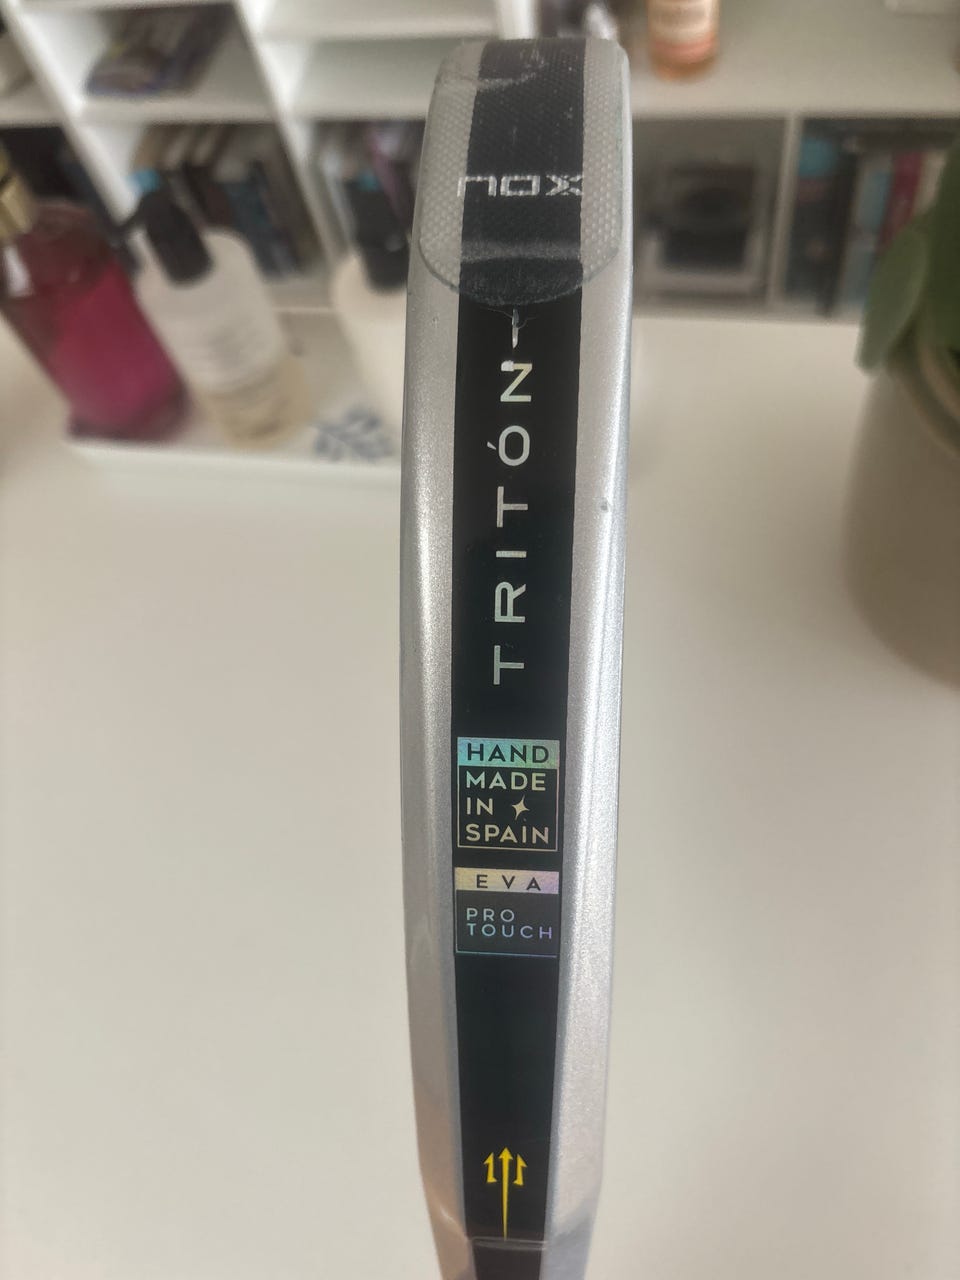 nox
TRITÓN
HAND
MADE
IN
SPAIN
EVA
PRO
TOUCH